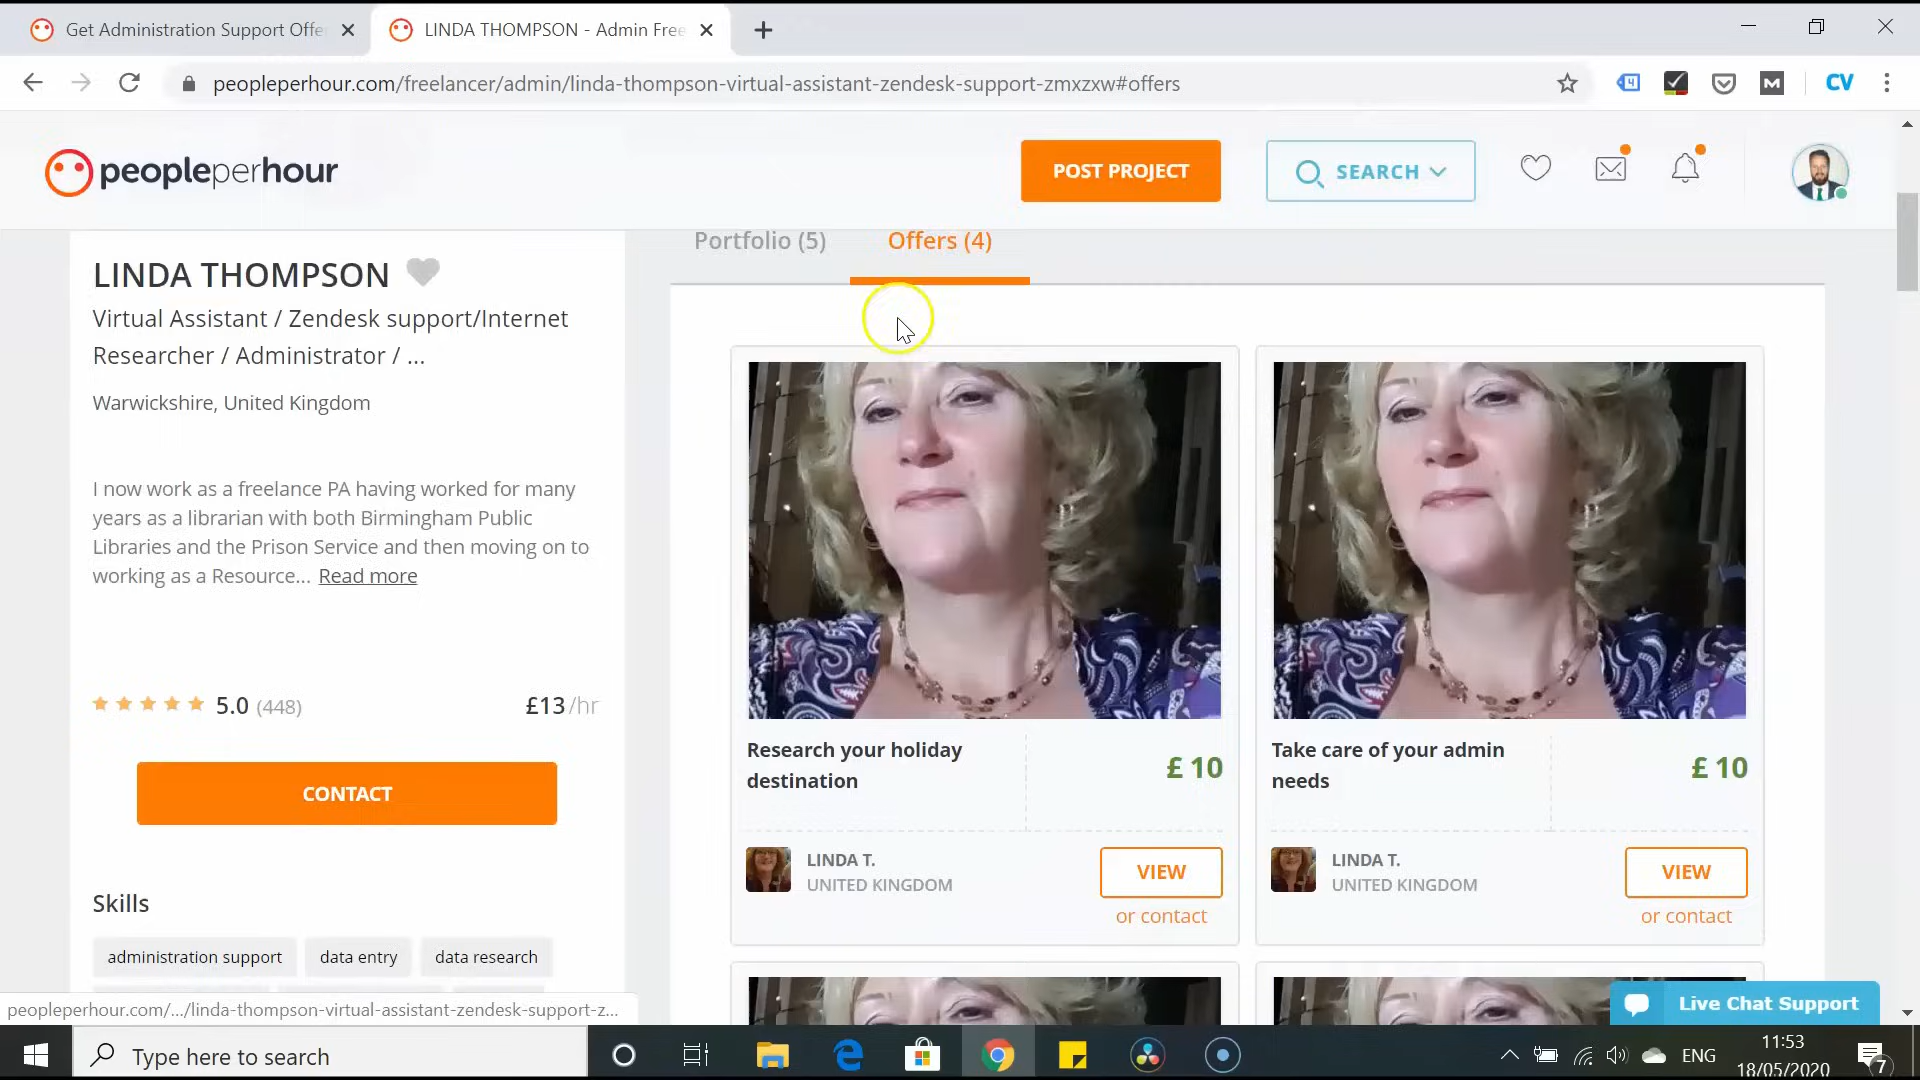 Get Administration Support Offe
LINDA THOMPSON - Admin Free
peopleperhour.com/freelancer/admin/linda-thompson-virtual-assistant-zendesk-support-zmxzxw#offers
CV
peopleperhour
POST PROJECT
SEARCH
Portfolio (5)
Offers (4)
LINDA THOMPSON
Virtual Assistant / Zendesk support/Internet
Researcher / Administrator / ...
Warwickshire, United Kingdom
I now work as a freelance PA having worked for many
years as a librarian with both Birmingham Public
Libraries and the Prison Service and then moving on to
working as a Resource... Read more
5.0 (448)
£13 /hr
CONTACT
Skills
administration support
data entry
data research
Research your holiday
destination
£ 10
LINDA T.
UNITED KINGDOM
VIEW
or contact
Take care of your admin
needs
£ 10
LINDA T.
UNITED KINGDOM
VIEW
or contact
Live Chat Support
peopleperhour.com/.../linda-thompson-virtual-assistant-zendesk-support-z...
Type here to search
ENG
11:53
18/05/2020
7